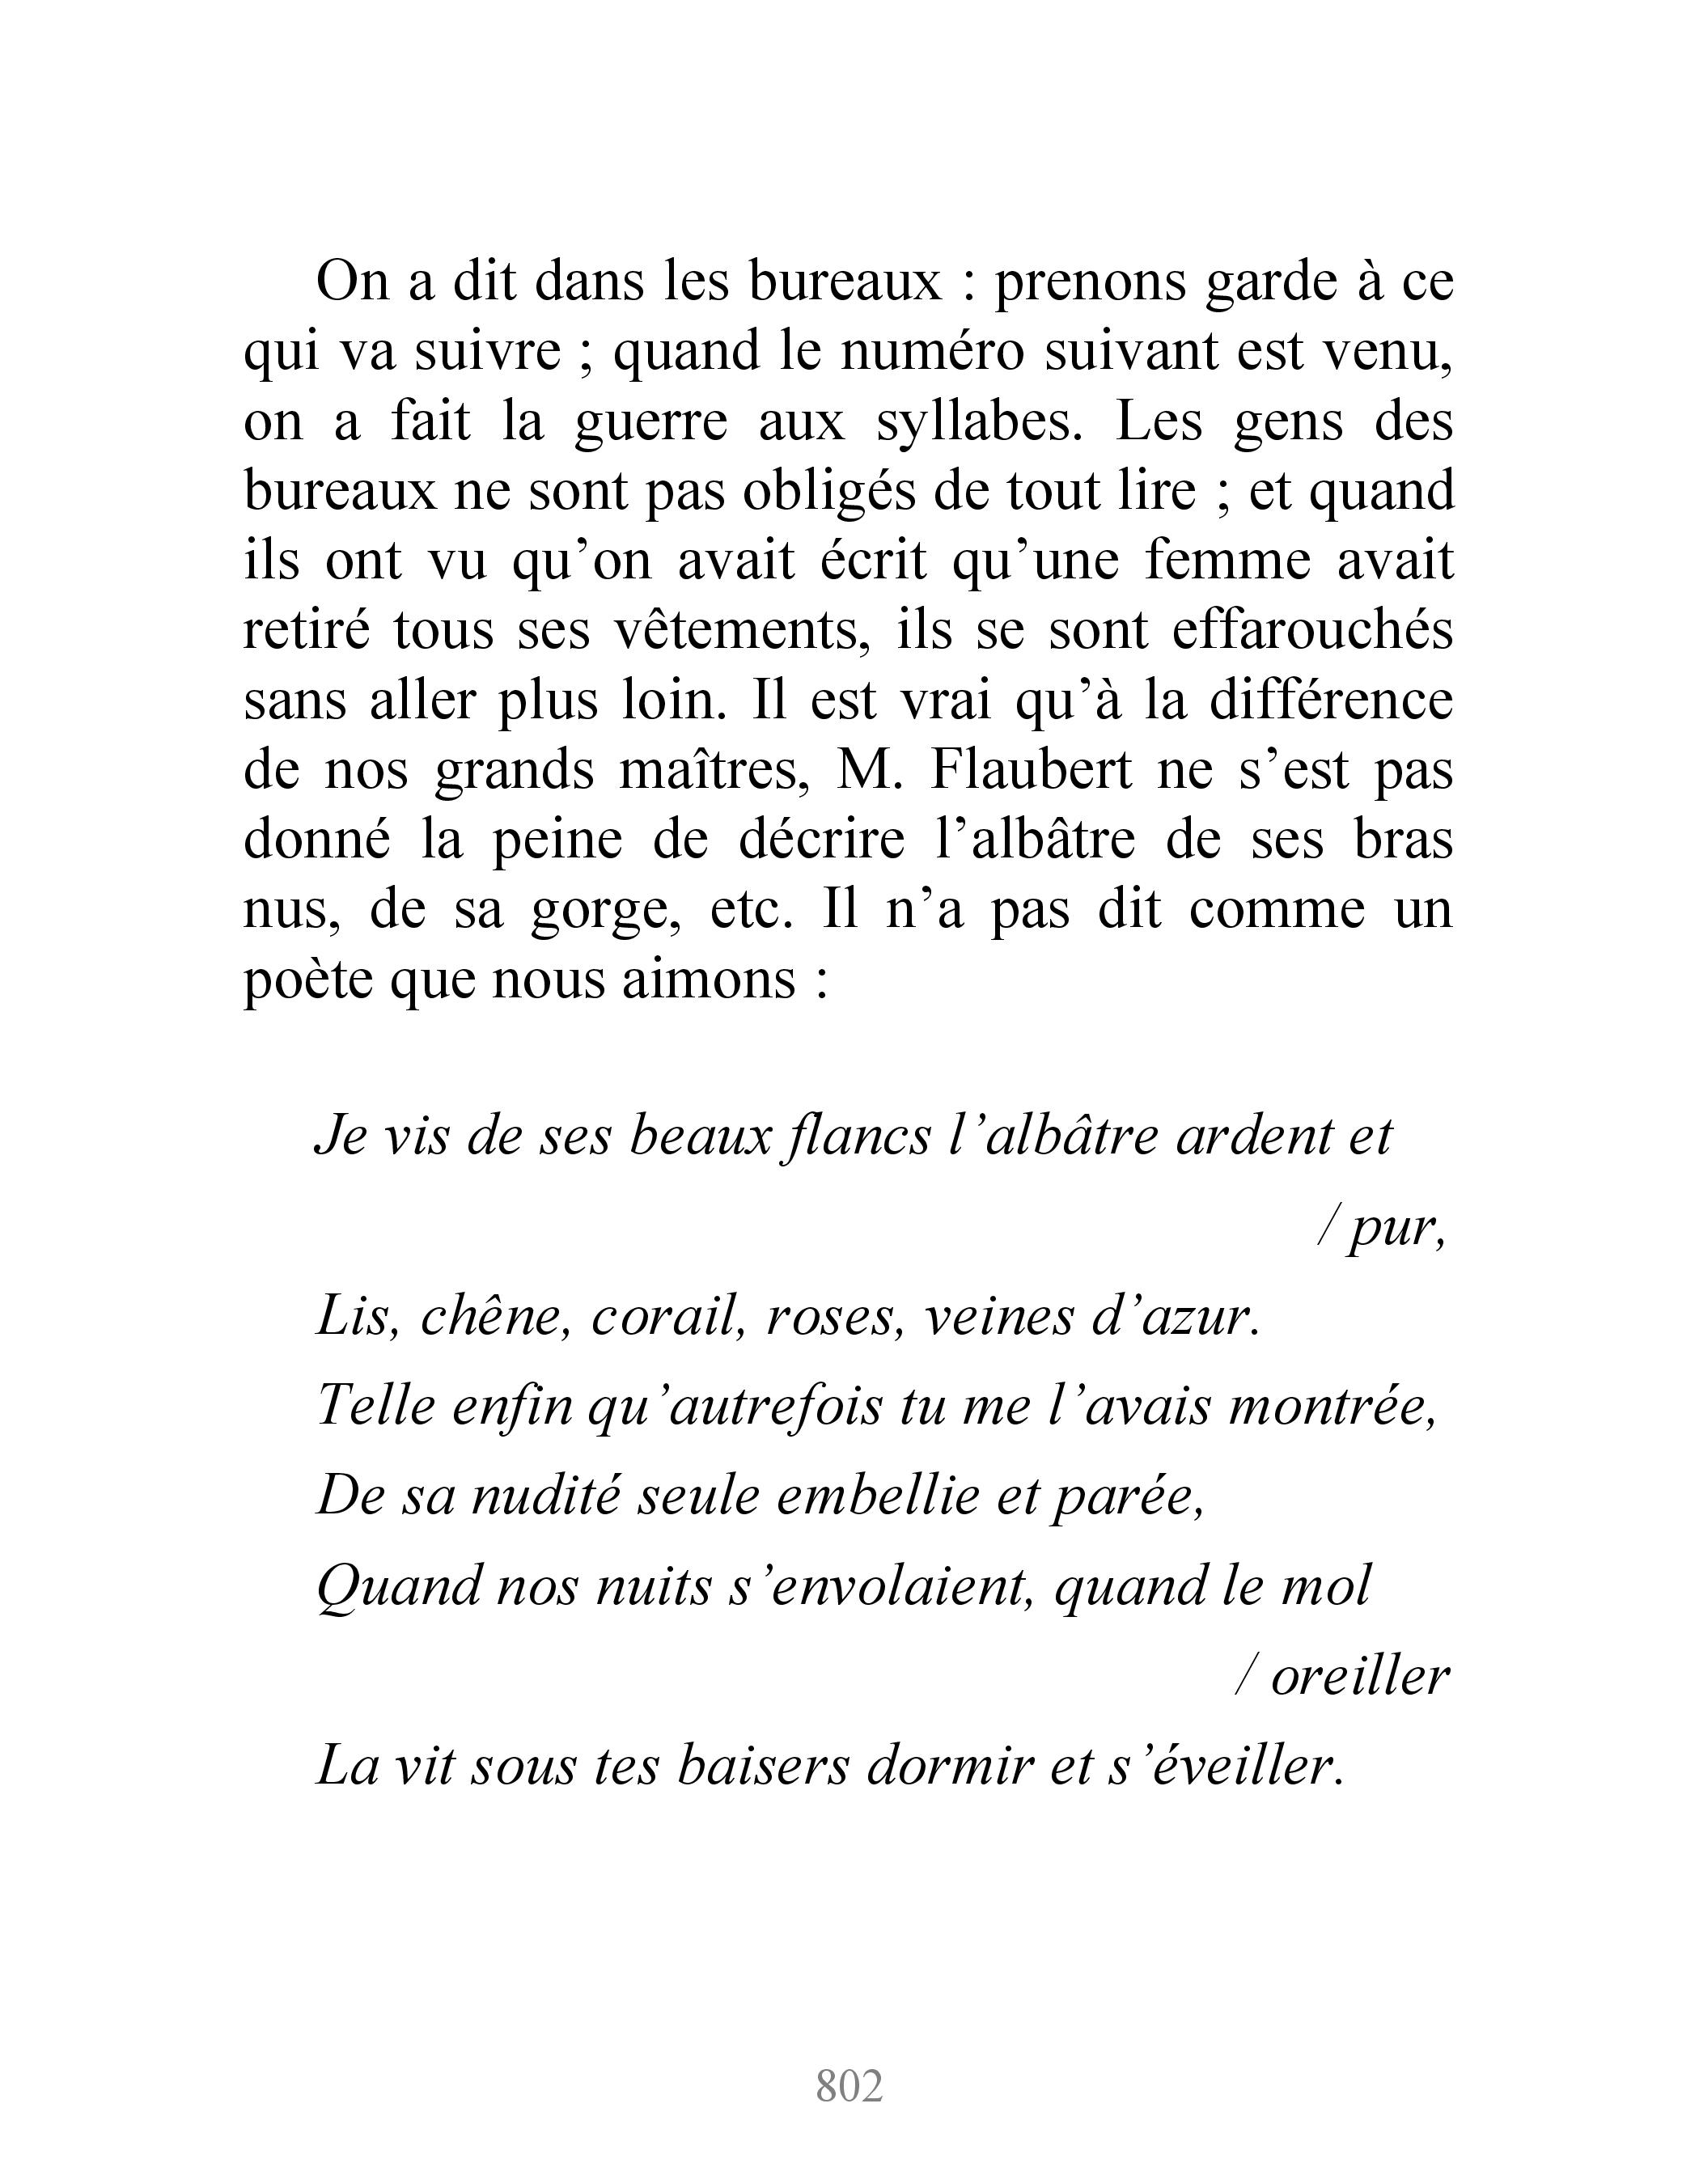 On a dit dans les bureaux : prenons garde à ce
qui va suivre ; quand le numéro suivant est venu,
on a fait la guerre aux syllabes. Les gens des
bureaux ne sont pas obligés de tout lire ; et quand
ils ont vu qu’on avait écrit qu’une femme avait
retiré tous ses vêtements, ils se sont effarouchés
sans aller plus loin. Il est vrai qu’à la différence
de nos grands maîtres, M. Flaubert ne s’est pas
donné la peine de décrire l’albâtre de ses bras
nus, de sa gorge, etc. Il n’a pas dit comme un
poète que nous aimons :
Je vis de ses beaux flancs l’albâtre ardent et
/ pur,
Lis, chêne, corail, roses, veines d’azur.
Telle enfin qu’autrefois tu me l’avais montrée,
De sa nudité seule embellie et parée,
Quand nos nuits s’envolaient, quand le mol
/ oreiller
La vit sous tes baisers dormir et s’éveiller.
802